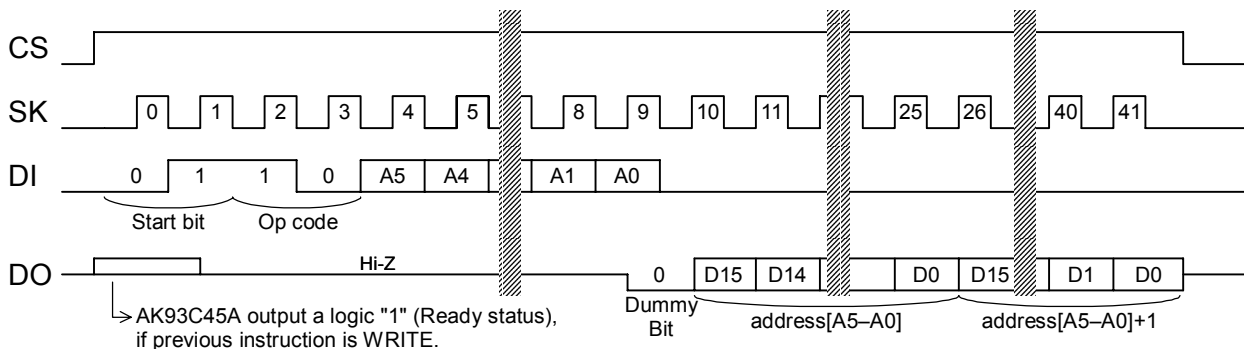 CS
SK 0 1 2 3 4 5 8 9 10 11 25 26 40 41
DI 0 1 1 0 A5 A4 A1 A0
Start bit Op code
DO Hi-Z 0 D15 D14 D0 D15 D1 D0
Dummy
Bit
address[A5–A0] address[A5–A0]+1
AK93C45A output a logic "1" (Ready status),
if previous instruction is WRITE.